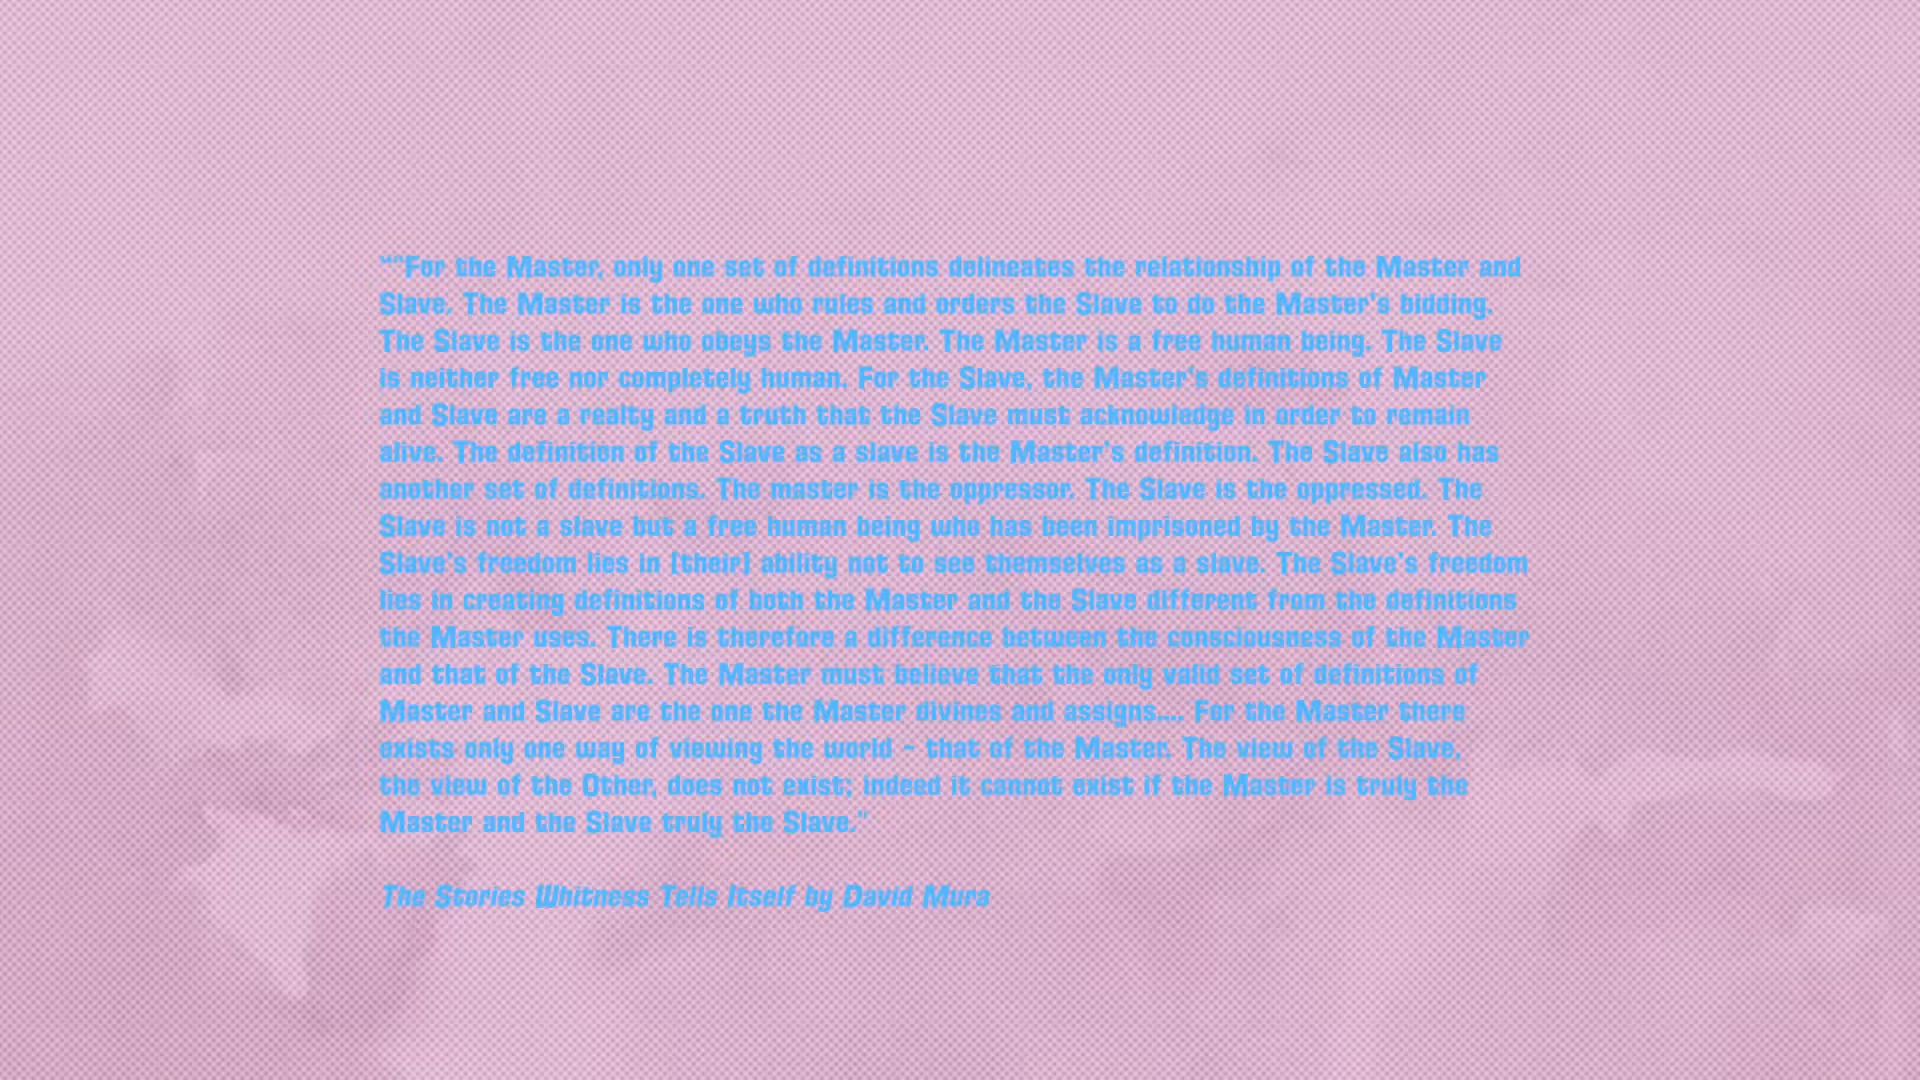 “"For the Master, only one set of definitions delineates the relationship of the Master and
Slave. The Master is the one who rules and orders the Slave to do the Master's bidding.
The Slave is the one who obeys the Master. The Master is a free human being. The Slave
is neither free nor completely human. For the Slave, the Master's definitions of Master
and Slave are a realty and a truth that the Slave must acknowledge in order to remain
alive. The definition of the Slave as a slave is the Master's definition. The Slave also has
another set of definitions. The master is the oppressor. The Slave is the oppressed. The
Slave is not a slave but a free human being who has been imprisoned by the Master. The
Slave's freedom lies in [their] ability not to see themselves as a slave. The Slave's freedom
lies in creating definitions of both the Master and the Slave different from the definitions
the Master uses. There is therefore a difference between the consciousness of the Master
and that of the Slave. The Master must believe that the only valid set of definitions of
Master and Slave are the one the Master divines and assigns.... For the Master there
exists only one way of viewing the world - that of the Master. The view of the Slave,
the view of the Other, does not exist; indeed it cannot exist if the Master is truly the
Master and the Slave truly the Slave."
The Stories Whitness Tells Itself by David Mura